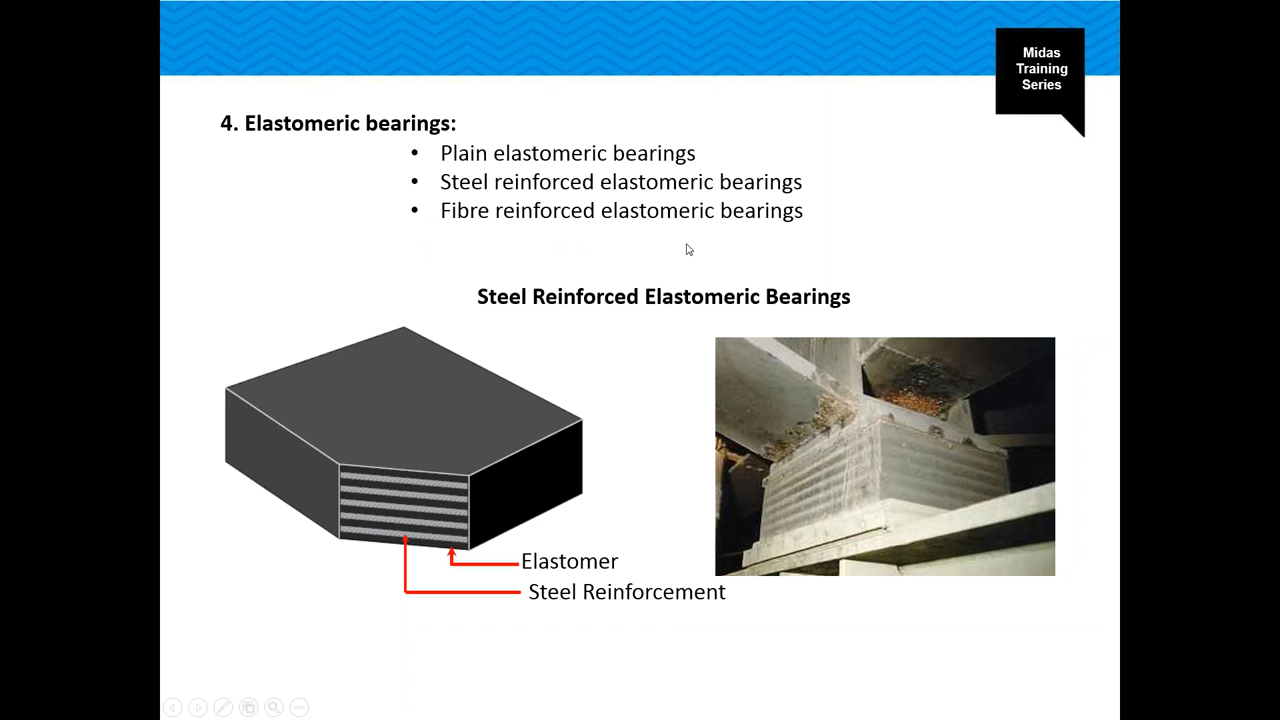 Midas
Training
Series
4. Elastomeric bearings:
• Plain elastomeric bearings
• Steel reinforced elastomeric bearings
• Fibre reinforced elastomeric bearings
Steel Reinforced Elastomeric Bearings
Elastomer
Steel Reinforcement